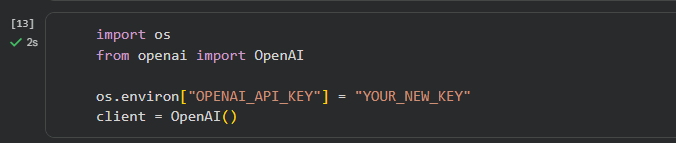 [13]
2s
import os
from openai import OpenAI
os.environ["OPENAI_API_KEY"] = "YOUR_NEW_KEY"
client = OpenAI()